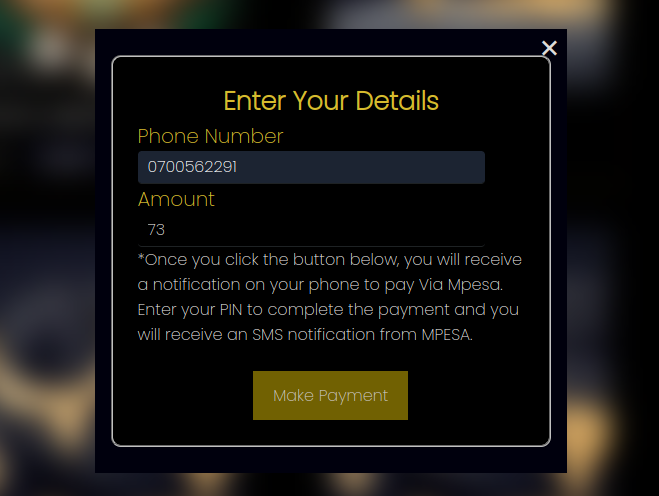 ×
Enter Your Details
Phone Number
0700562291
Amount
73
*Once you click the button below, you will receive
a notification on your phone to pay Via Mpesa.
Enter your PIN to complete the payment and you
will receive an SMS notification from MPESA.
Make Payment